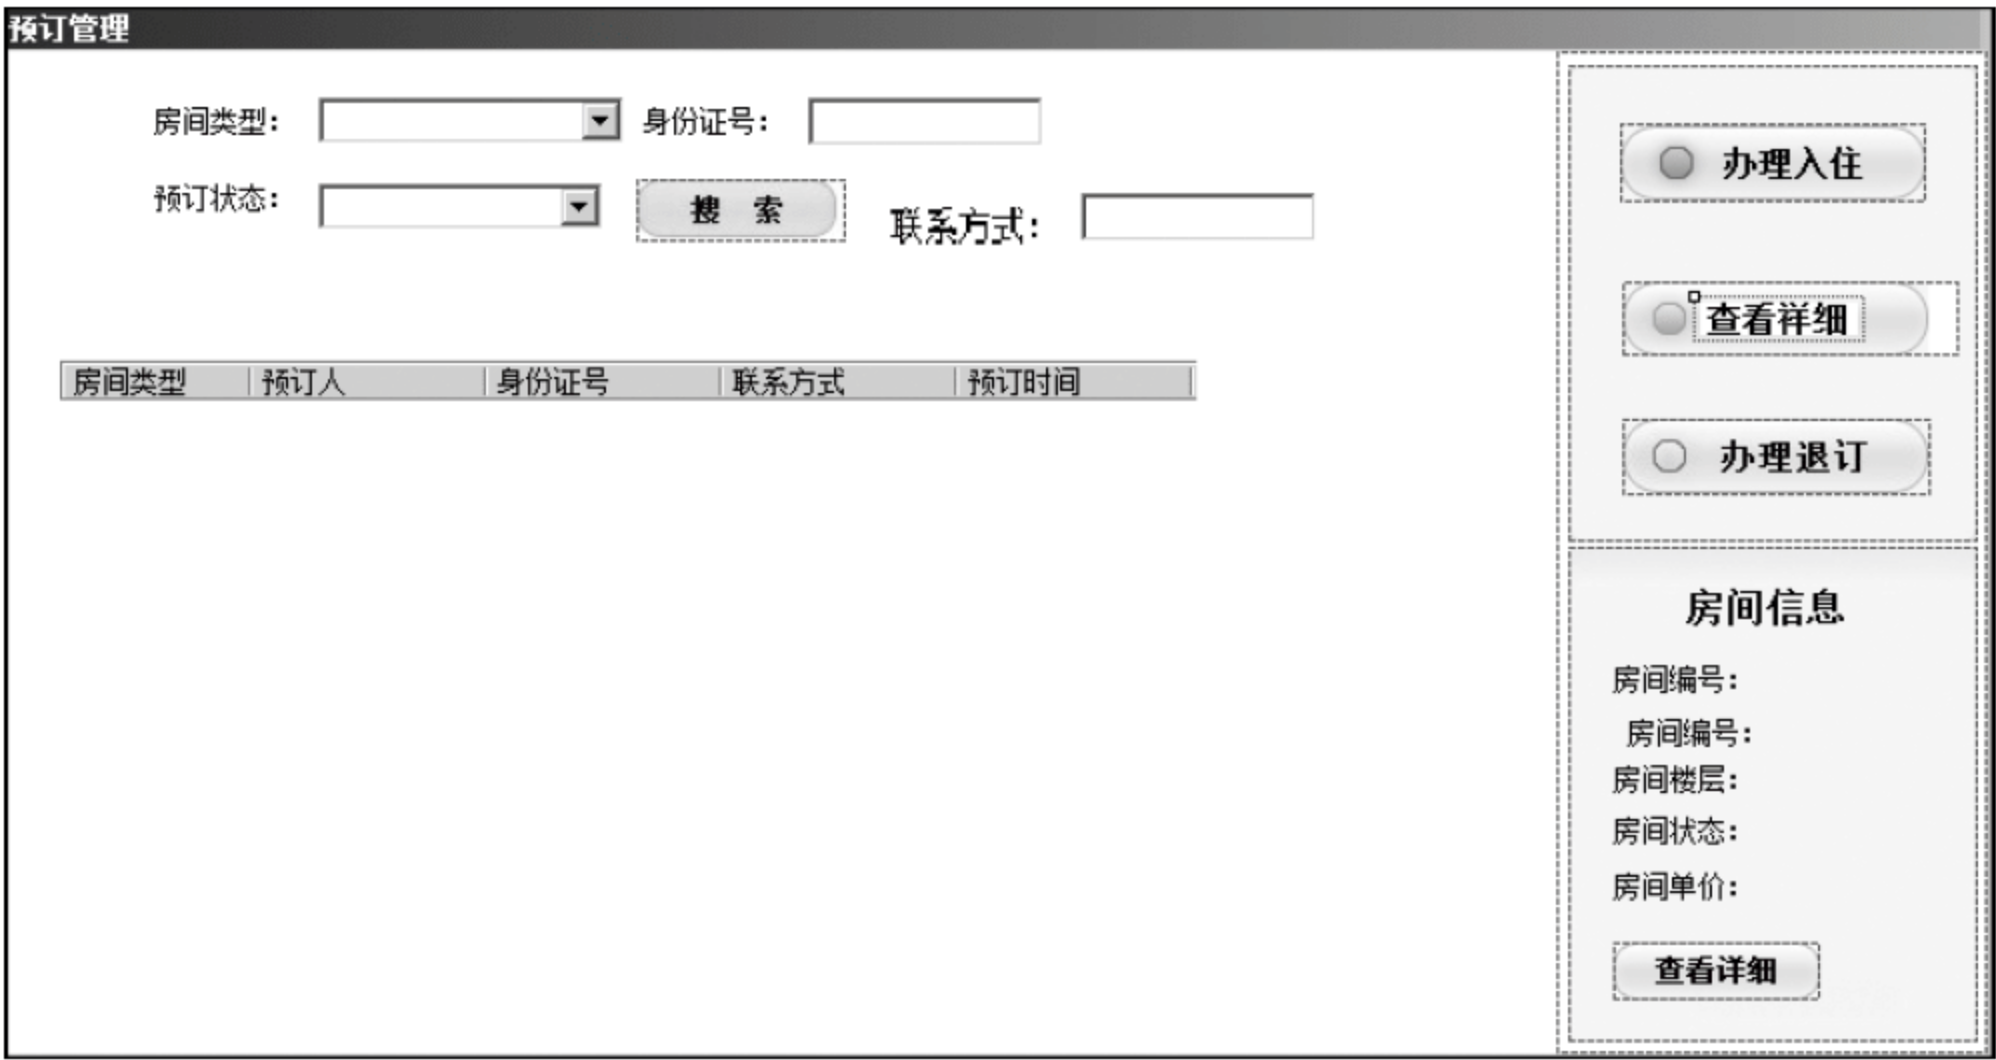 预订管理
房间类型： 身份证号：
预订状态： 搜 索 联系方式：
房间类型 预订人 身份证号 联系方式 预订时间
办理入住
查看祥细
办理退订
房间信息
房间编号：
房间编号：
房间楼层：
房间状态：
房间单价：
查看详细